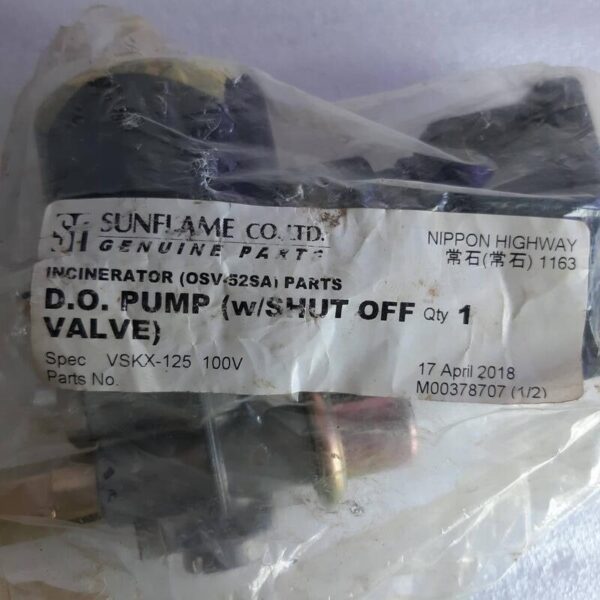 SUNFLAME CO.,LTD.
GENUINE PARTS
NIPPON HIGHWAY
常石(常石) 1163
INCINERATOR (OSV-52SA) PARTS
D.O. PUMP (w/SHUT OFF Qty 1
VALVE)
Spec VSKX-125 100V
Parts No.
17 April 2018
M00378707 (1/2)